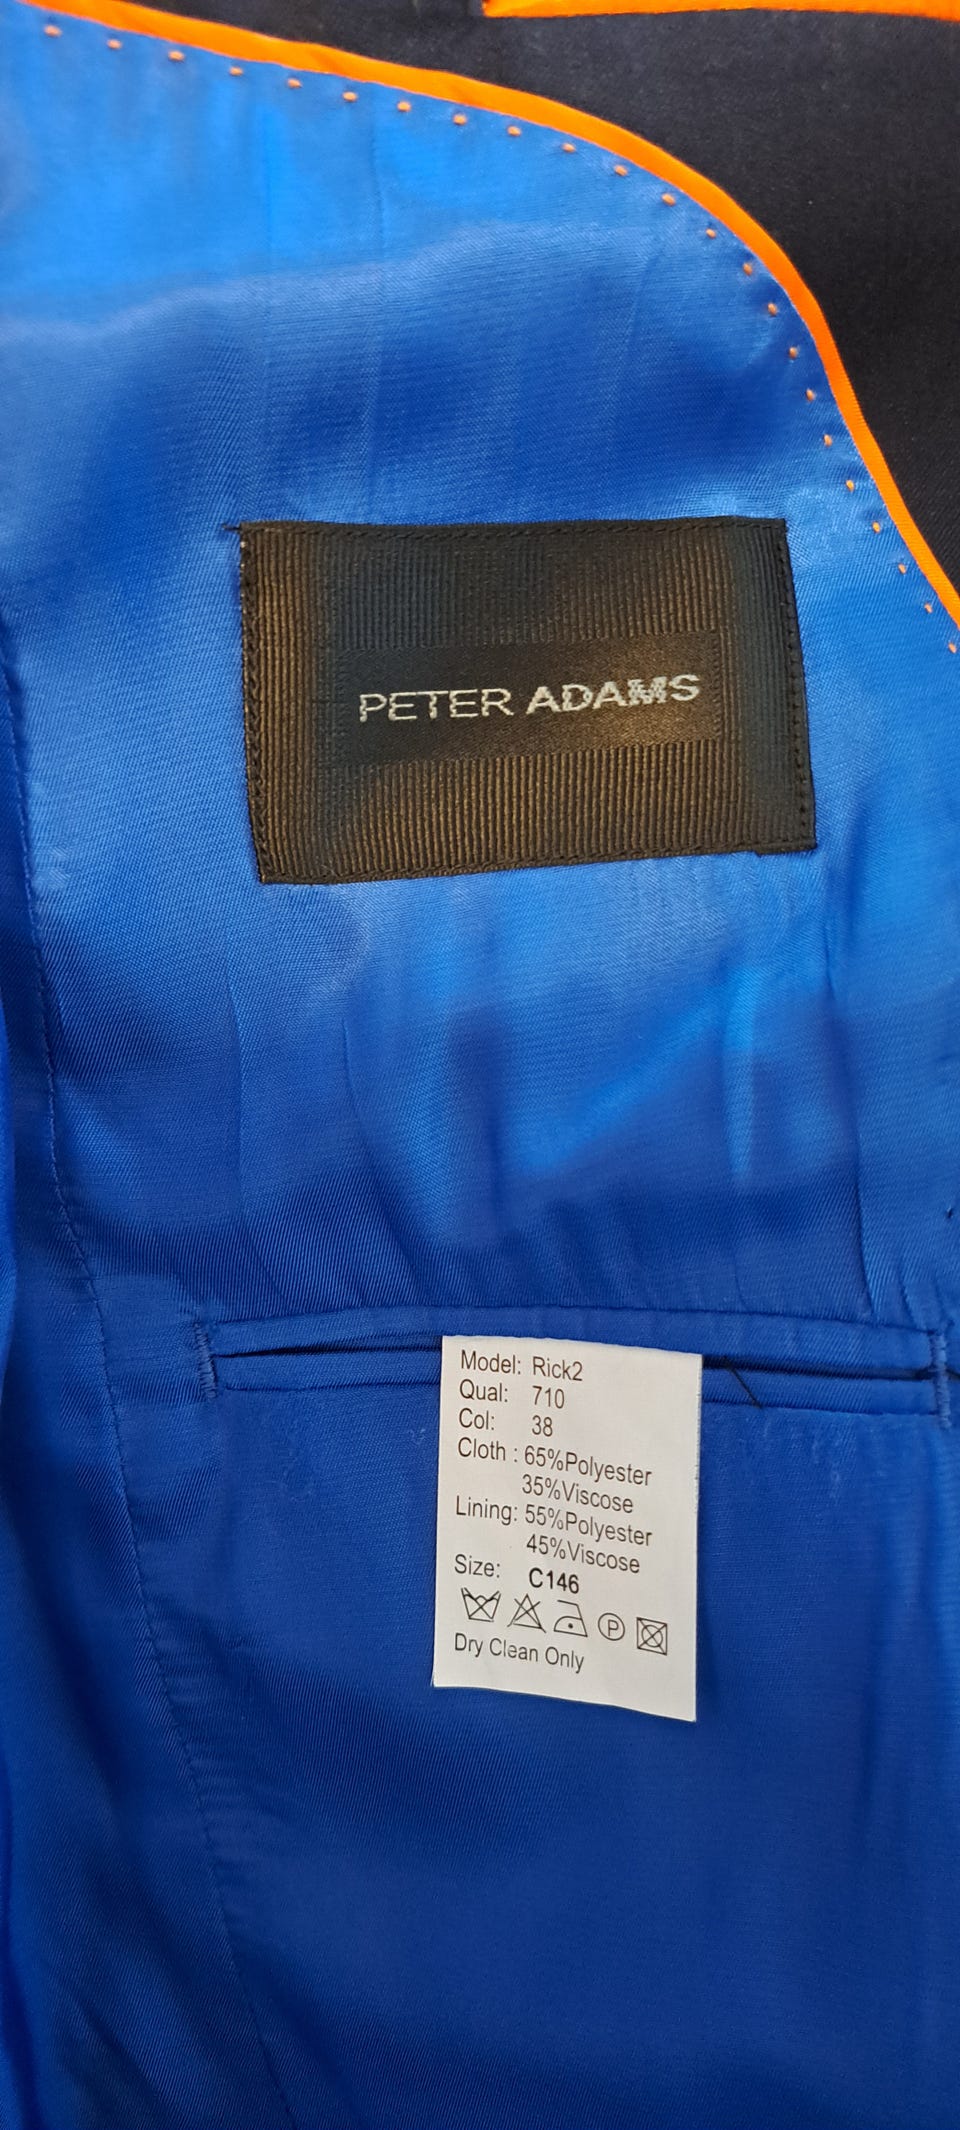 PETER ADAMS
Model: Rick2
Qual: 710
Col: 38
Cloth : 65%Polyester
35%Viscose
Lining: 55%Polyester
45%Viscose
Size: C146
P
Dry Clean Only